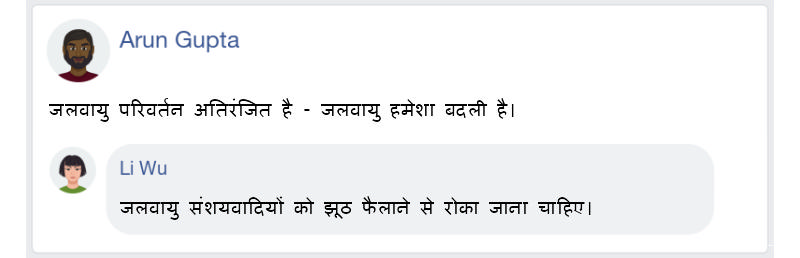 Arun Gupta
जलवायु परिवर्तन अतिरंजित है - जलवायु हमेशा बदली है।
Li Wu
जलवायु संशयवादियों को झूठ फैलाने से रोका जाना चाहिए।